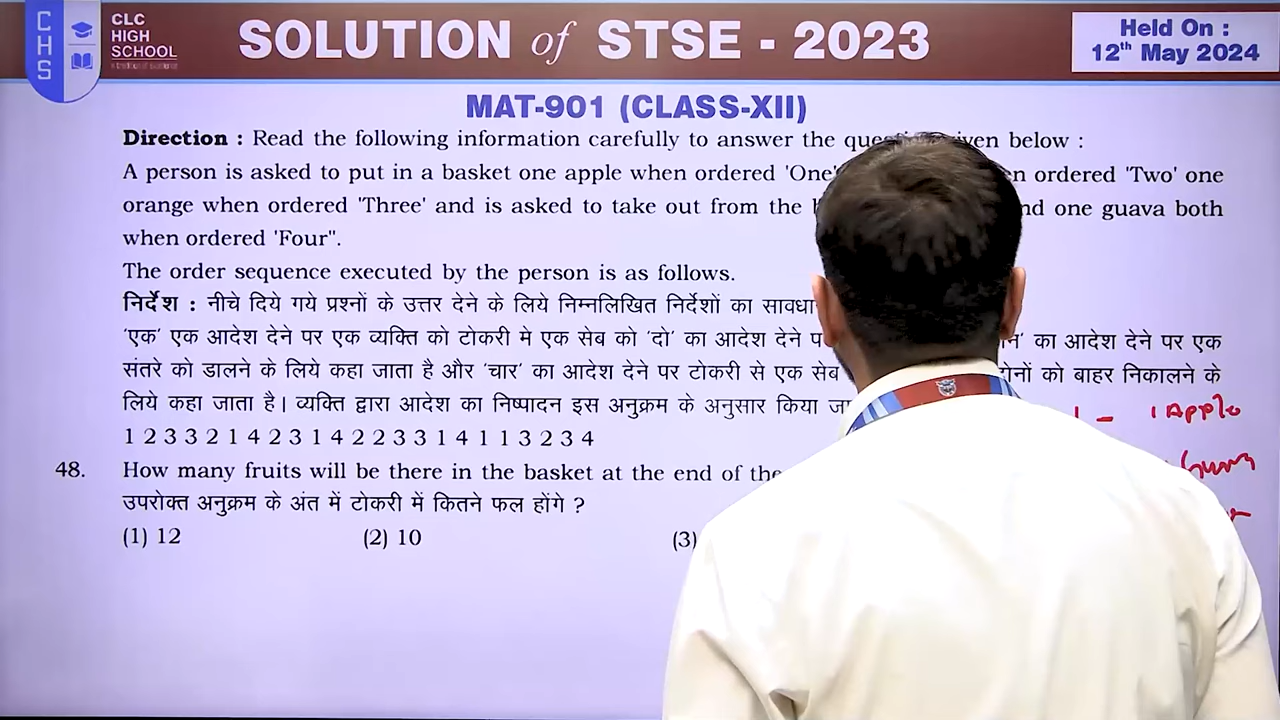 CHS
CLC
HIGH
SCHOOL
SOLUTION of STSE - 2023
Held On :
12th May 2024
MAT-901 (CLASS-XII)
Direction : Read the following information carefully to answer the given below :
A person is asked to put in a basket one apple when ordered 'One' ordered 'Two' one
orange when ordered 'Three' and is asked to take out from the one guava both
when ordered 'Four".
The order sequence executed by the person is as follows.
निर्देश : नीचे दिये गये प्रश्नों के उत्तर देने के लिये निम्नलिखित निर्देशों का
'एक' एक आदेश देने पर एक व्यक्ति को टोकरी मे एक सेब को 'दो' का आदेश देने का आदेश देने पर एक
संतरे को डालने के लिये कहा जाता है और 'चार' का आदेश देने पर टोकरी से एक सेब को बाहर निकालने के
लिये कहा जाता है। व्यक्ति द्वारा आदेश का निष्पादन इस अनुक्रम के अनुसार किया
1 - 1 Apple
1 2 3 3 2 1 4 2 3 1 4 2 2 3 3 1 4 1 1 3 2 3 4
48. How many fruits will be there in the basket at the end of the
उपरोक्त अनुक्रम के अंत में टोकरी में कितने फल होंगे ?
(1) 12 (2) 10 (3)